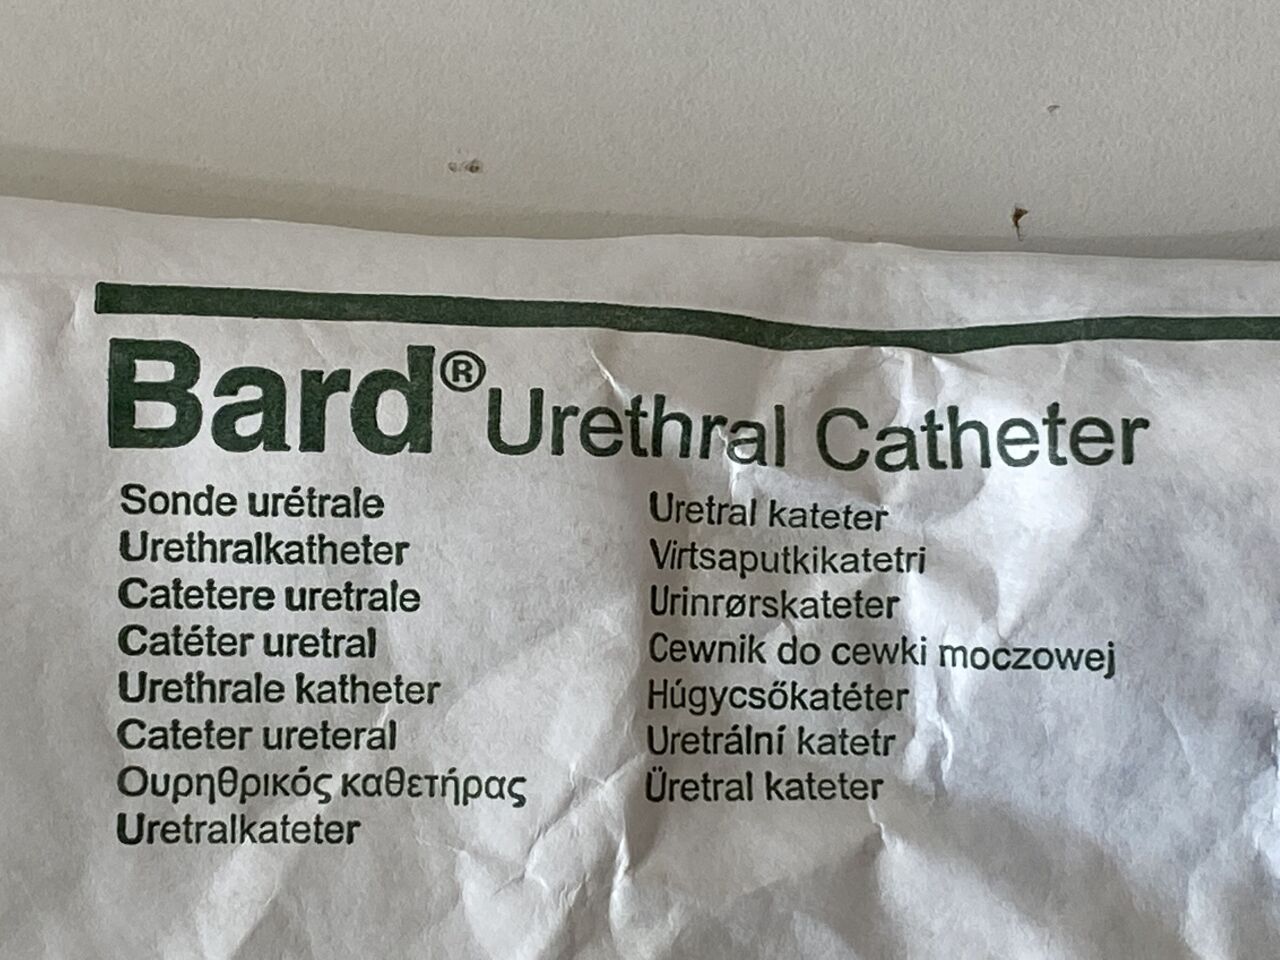 Bard® Urethral Catheter
Sonde urétrale
Urethralkatheter
Catetere uretrale
Catéter uretral
Urethrale katheter
Cateter ureteral
Ουρηθρικός καθετήρας
Uretralkateter
Uretral kateter
Virtsaputkikatetri
Urinrørskateter
Cewnik do cewki moczowej
Húgycsőkatéter
Uretrální katetr
Üretral kateter